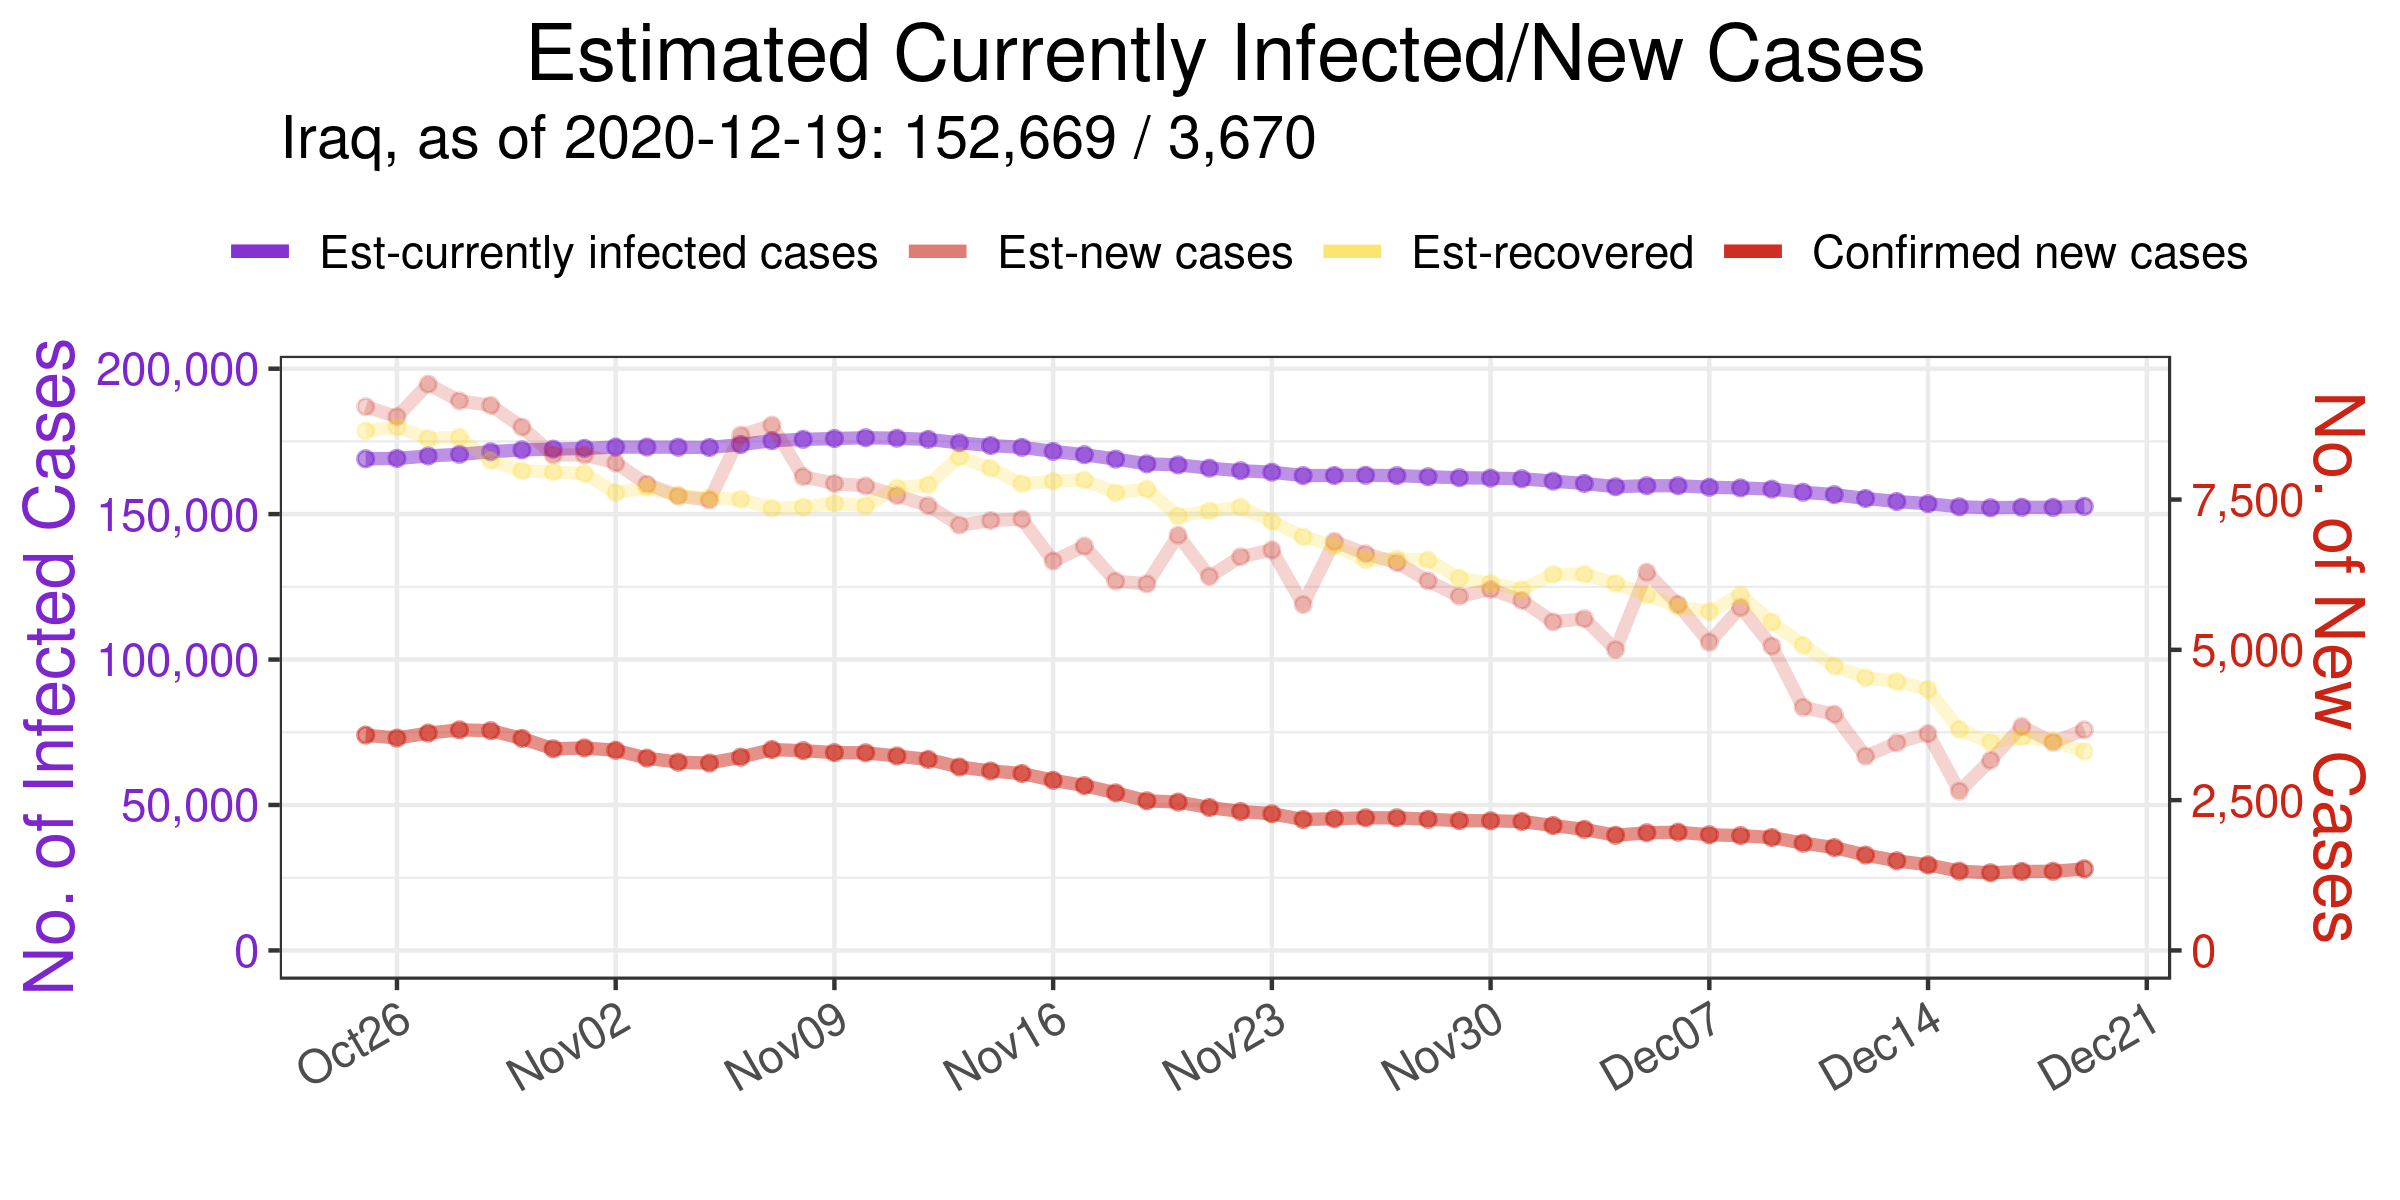 Estimated Currently Infected/New Cases
Iraq, as of 2020-12-19: 152,669 / 3,670
Est-currently infected cases Est-new cases Est-recovered Confirmed new cases
No. of Infected Cases
200,000
150,000
100,000
50,000
0
7,500
5,000
2,500
0
No. of New Cases
Oct26 Nov02 Nov09 Nov16 Nov23 Nov30 Dec07 Dec14 Dec21